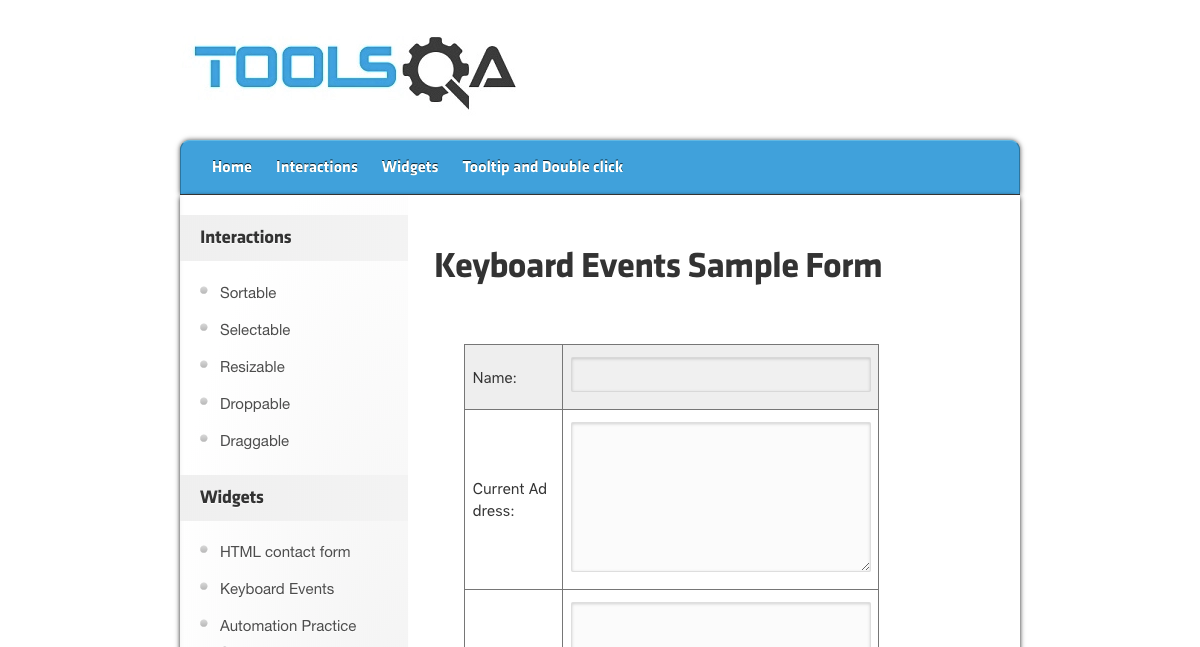 TOOLSQA
Home Interactions Widgets Tooltip and Double click
Interactions
Sortable
Selectable
Resizable
Droppable
Draggable
Widgets
HTML contact form
Keyboard Events
Automation Practice
Keyboard Events Sample Form
Name:
Current Ad
dress: